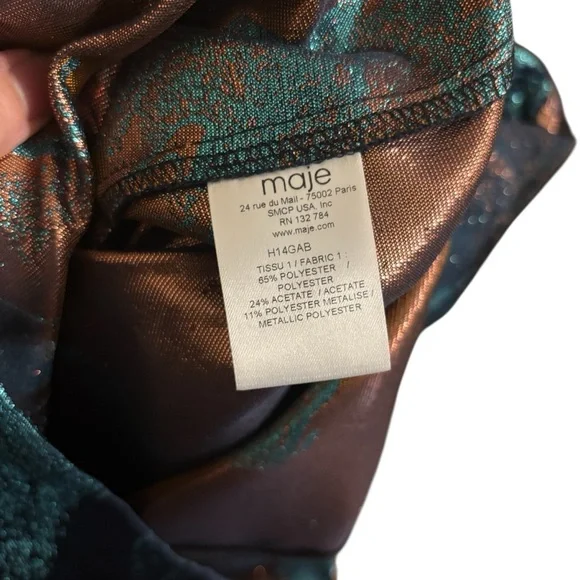 maje
24 rue du Mail - 75002 Paris
SMCP USA, Inc
RN 132 784
www.maje.com
H14GAB
TISSU 1 / FABRIC 1 :
65% POLYESTER /
POLYESTER
24% ACETATE / ACETATE
11% POLYESTER METALISE /
METALLIC POLYESTER